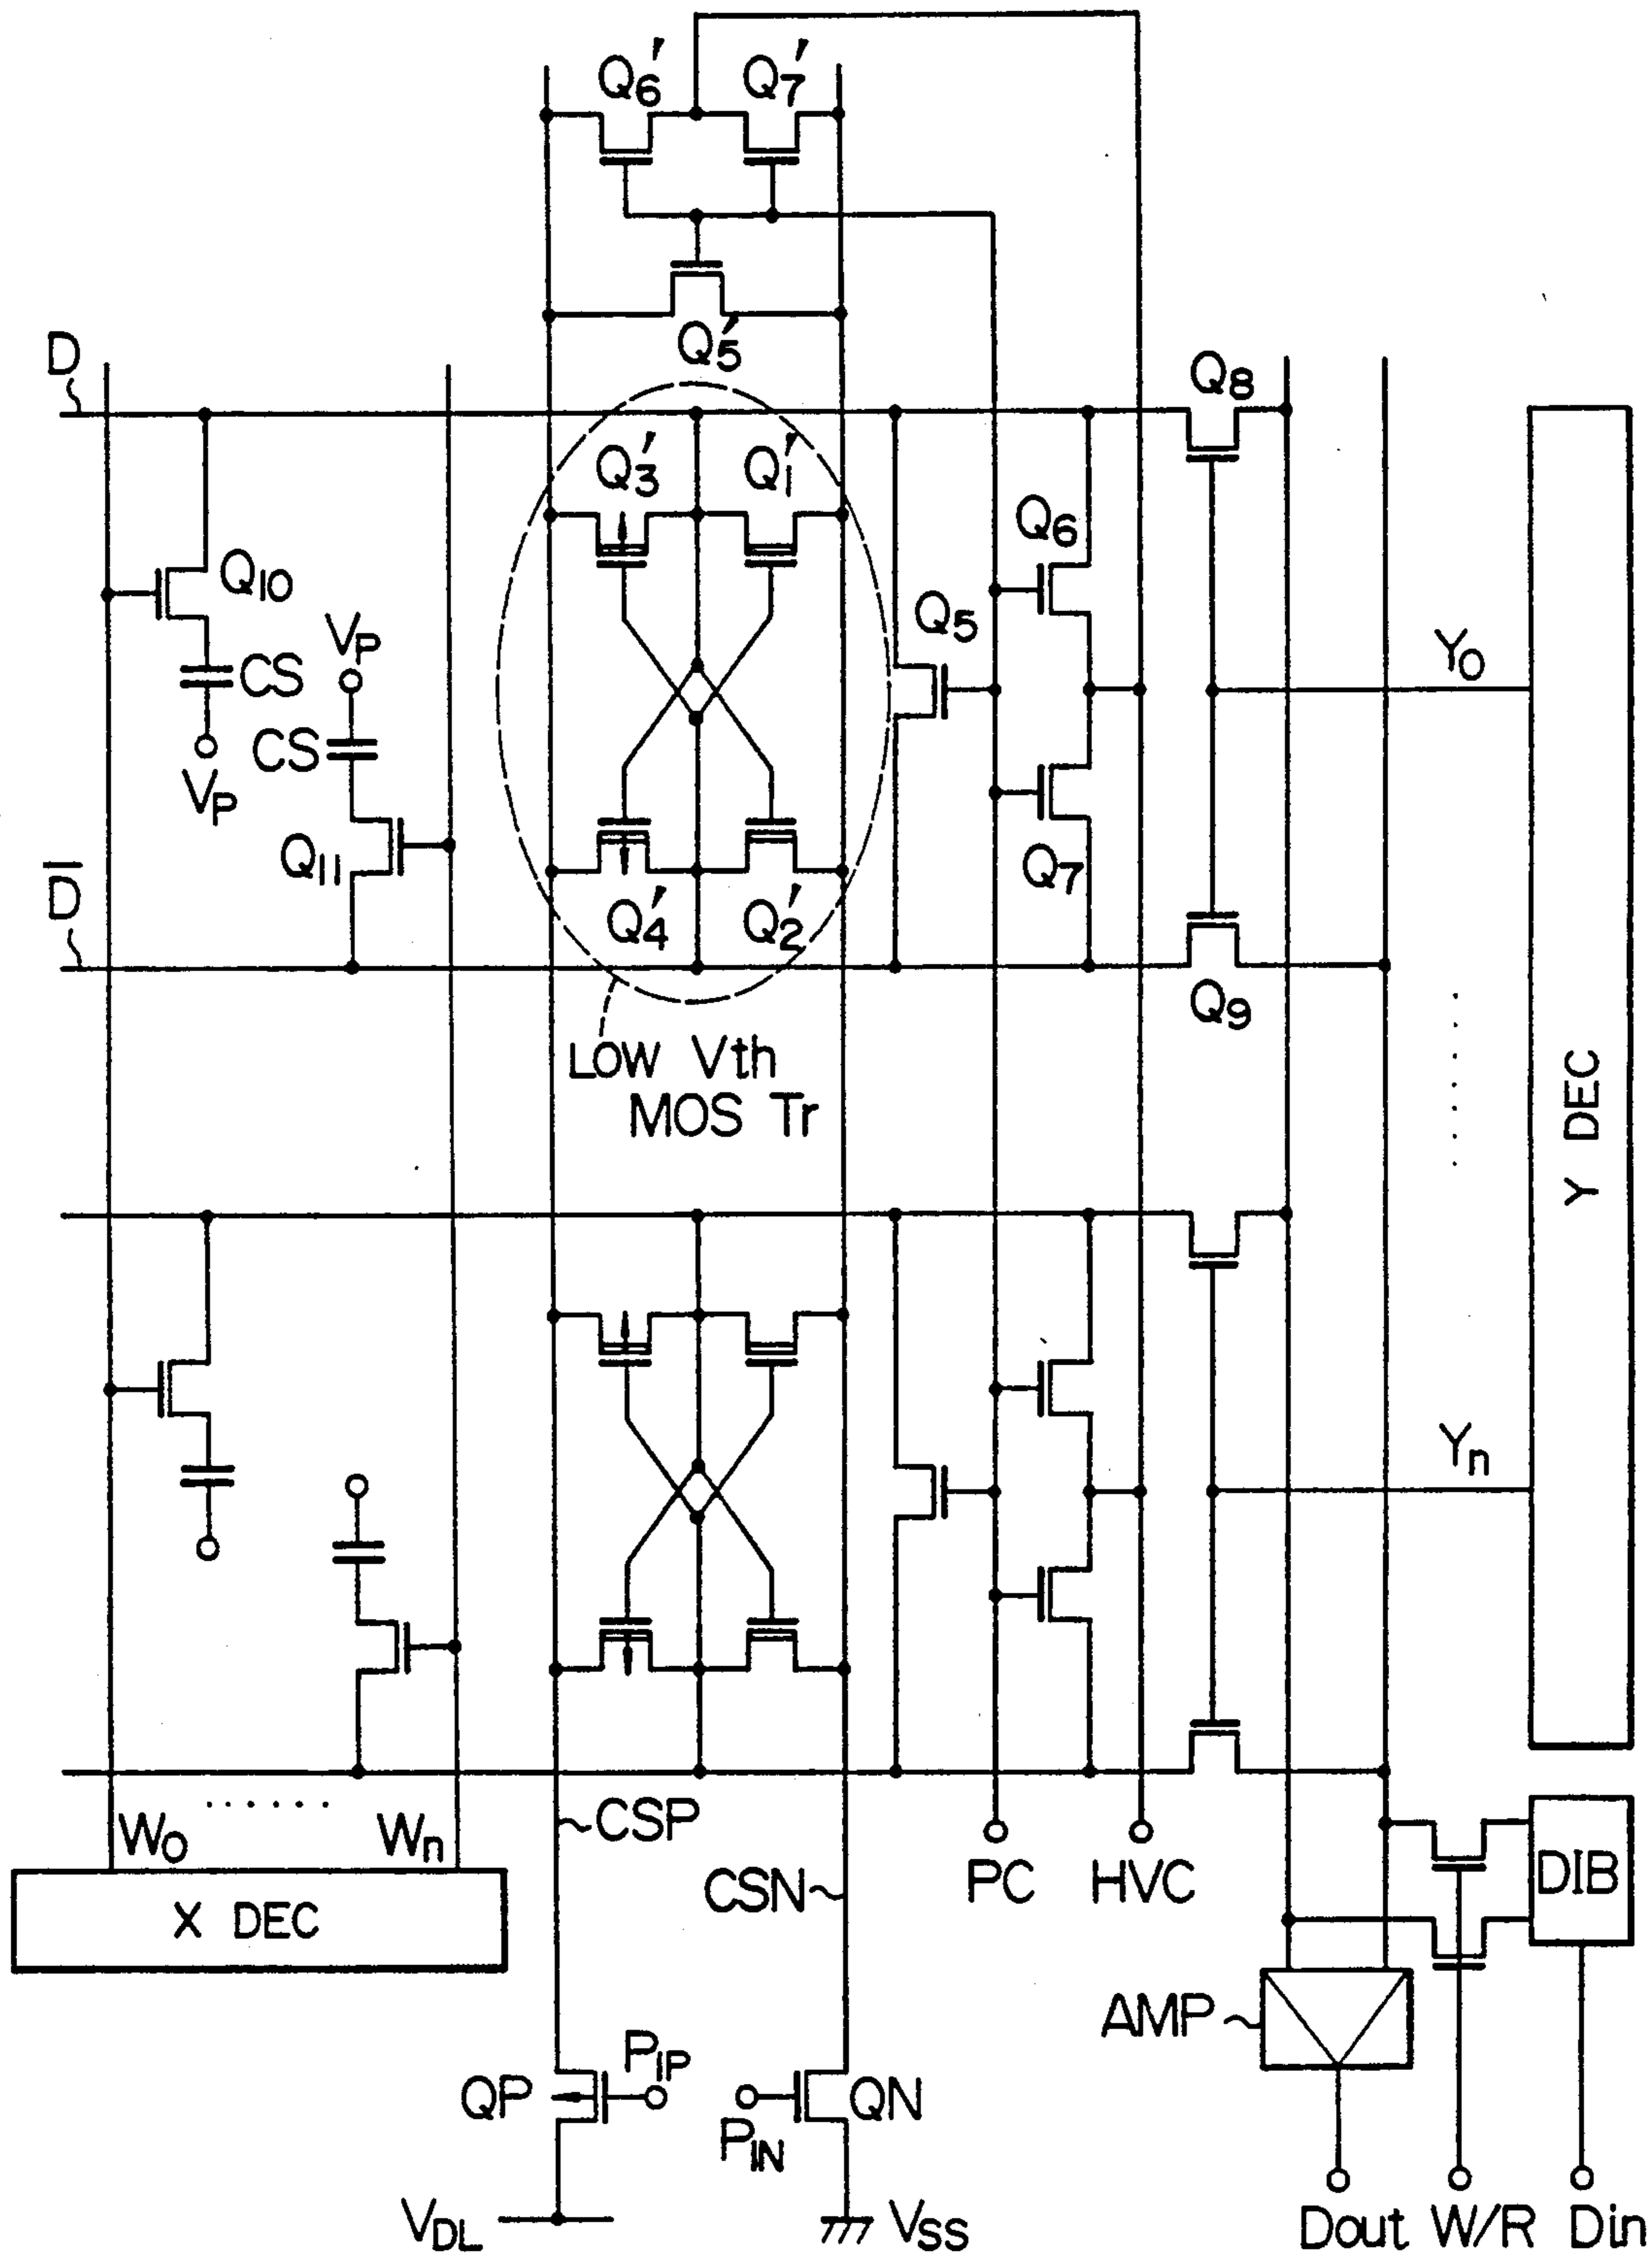 Q6' Q7'
Q5'
D
Q8
Q3' Q1'
Q6
Q10
Q5
VP
CS
Y0
CS
VP
Q7
Q11
D̅
Q4' Q2'
Q9
LOW Vth
MOS Tr
Y DEC
Yn
W0 ...... Wn
CSP
CSN
PC HVC
DIB
X DEC
AMP
QP PIP
PIN QN
VDL
VSS
Dout W/R Din